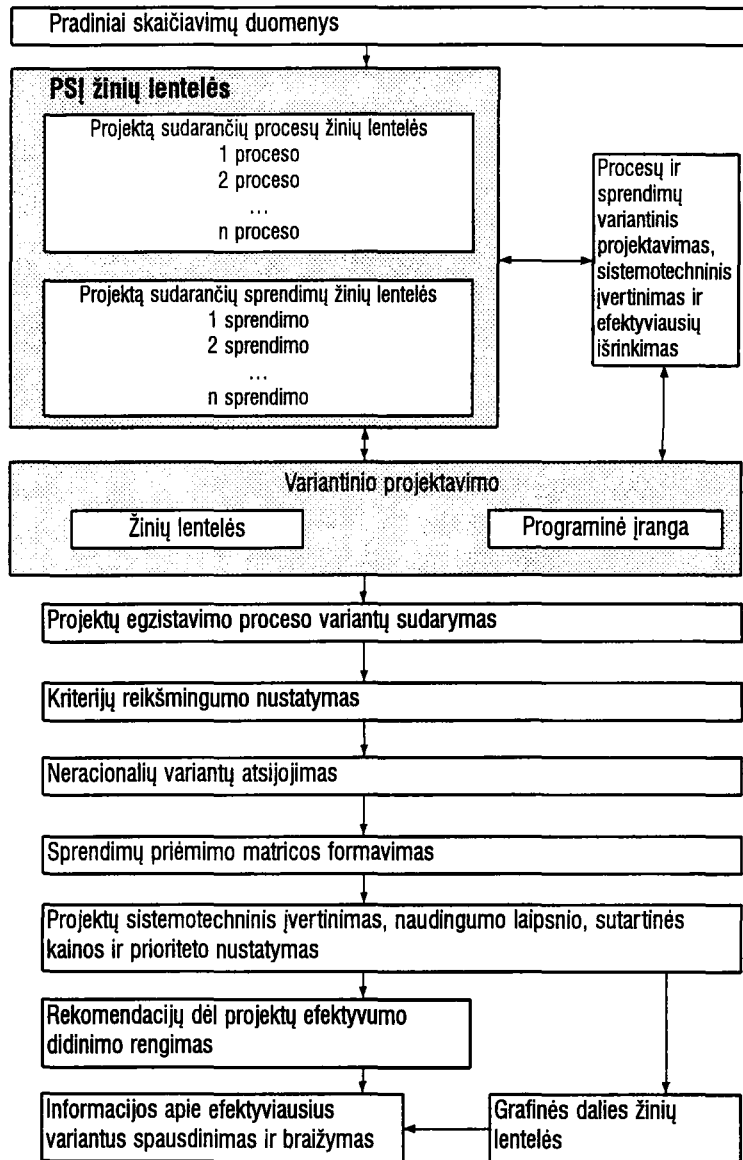 Pradiniai skaičiavimų duomenys
PSĮ žinių lentelės
Projektą sudarančių procesų žinių lentelės
1 proceso
2 proceso
...
n proceso
Projektą sudarančių sprendimų žinių lentelės
1 sprendimo
2 sprendimo
...
n sprendimo
Procesų ir
sprendimų
variantinis
projektavimas,
sistemotechninis
įvertinimas ir
efektyviausių
išrinkimas
Variantinio projektavimo
Žinių lentelės
Programinė įranga
Projektų egzistavimo proceso variantų sudarymas
Kriterijų reikšmingumo nustatymas
Neracionalių variantų atsijojimas
Sprendimų priėmimo matricos formavimas
Projektų sistemotechninis įvertinimas, naudingumo laipsnio, sutartinės
kainos ir prioriteto nustatymas
Rekomendacijų dėl projektų efektyvumo
didinimo rengimas
Informacijos apie efektyviausius
variantus spausdinimas ir braižymas
Grafinės dalies žinių
lentelės